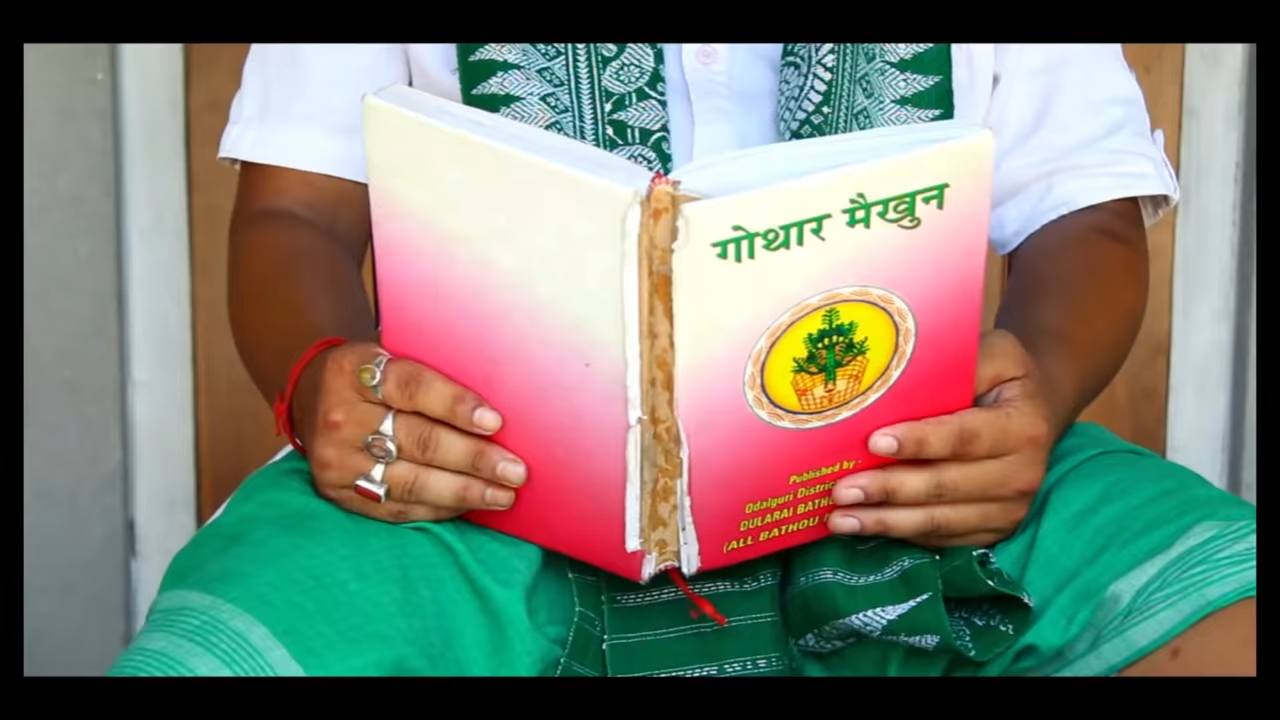 गोथार मैखुन
Published by -
Odalguri Distric
DULARAI BATHO
(ALL BATHOU